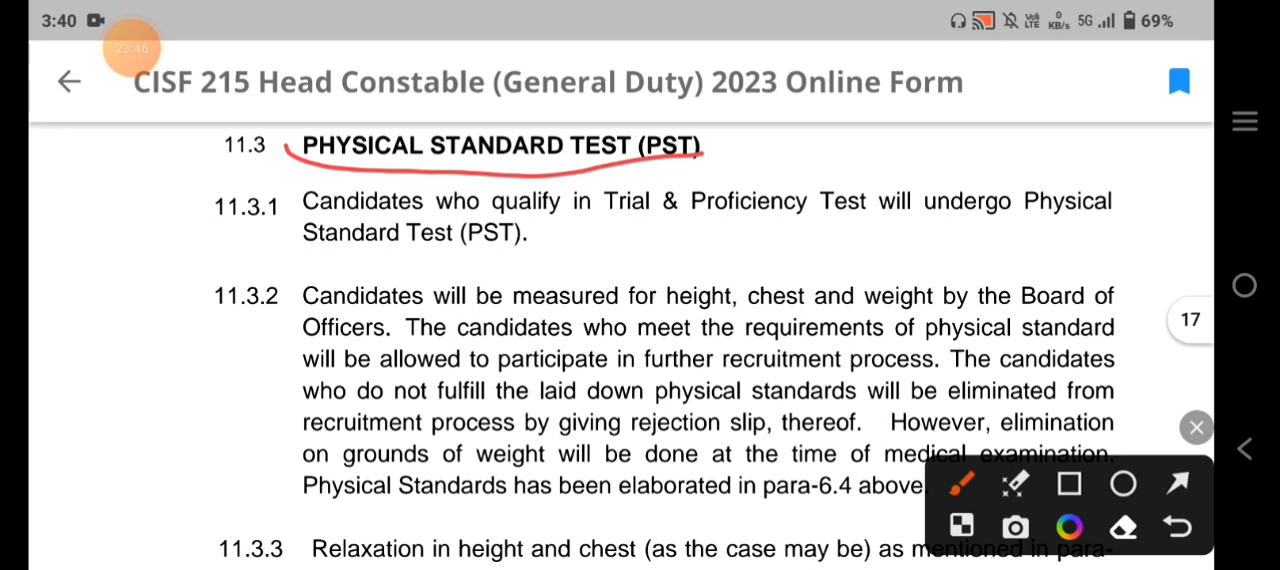 3:40
Vo) LTE 0 KB/s 5G 69%
23:46
CISF 215 Head Constable (General Duty) 2023 Online Form
11.3 PHYSICAL STANDARD TEST (PST)
11.3.1 Candidates who qualify in Trial & Proficiency Test will undergo Physical
Standard Test (PST).
11.3.2 Candidates will be measured for height, chest and weight by the Board of
Officers. The candidates who meet the requirements of physical standard
17
will be allowed to participate in further recruitment process. The candidates
who do not fulfill the laid down physical standards will be eliminated from
recruitment process by giving rejection slip, thereof. However, elimination
on grounds of weight will be done at the time of medical examination.
Physical Standards has been elaborated in para-6.4 above.
11.3.3 Relaxation in height and chest (as the case may be) as mentioned in para-